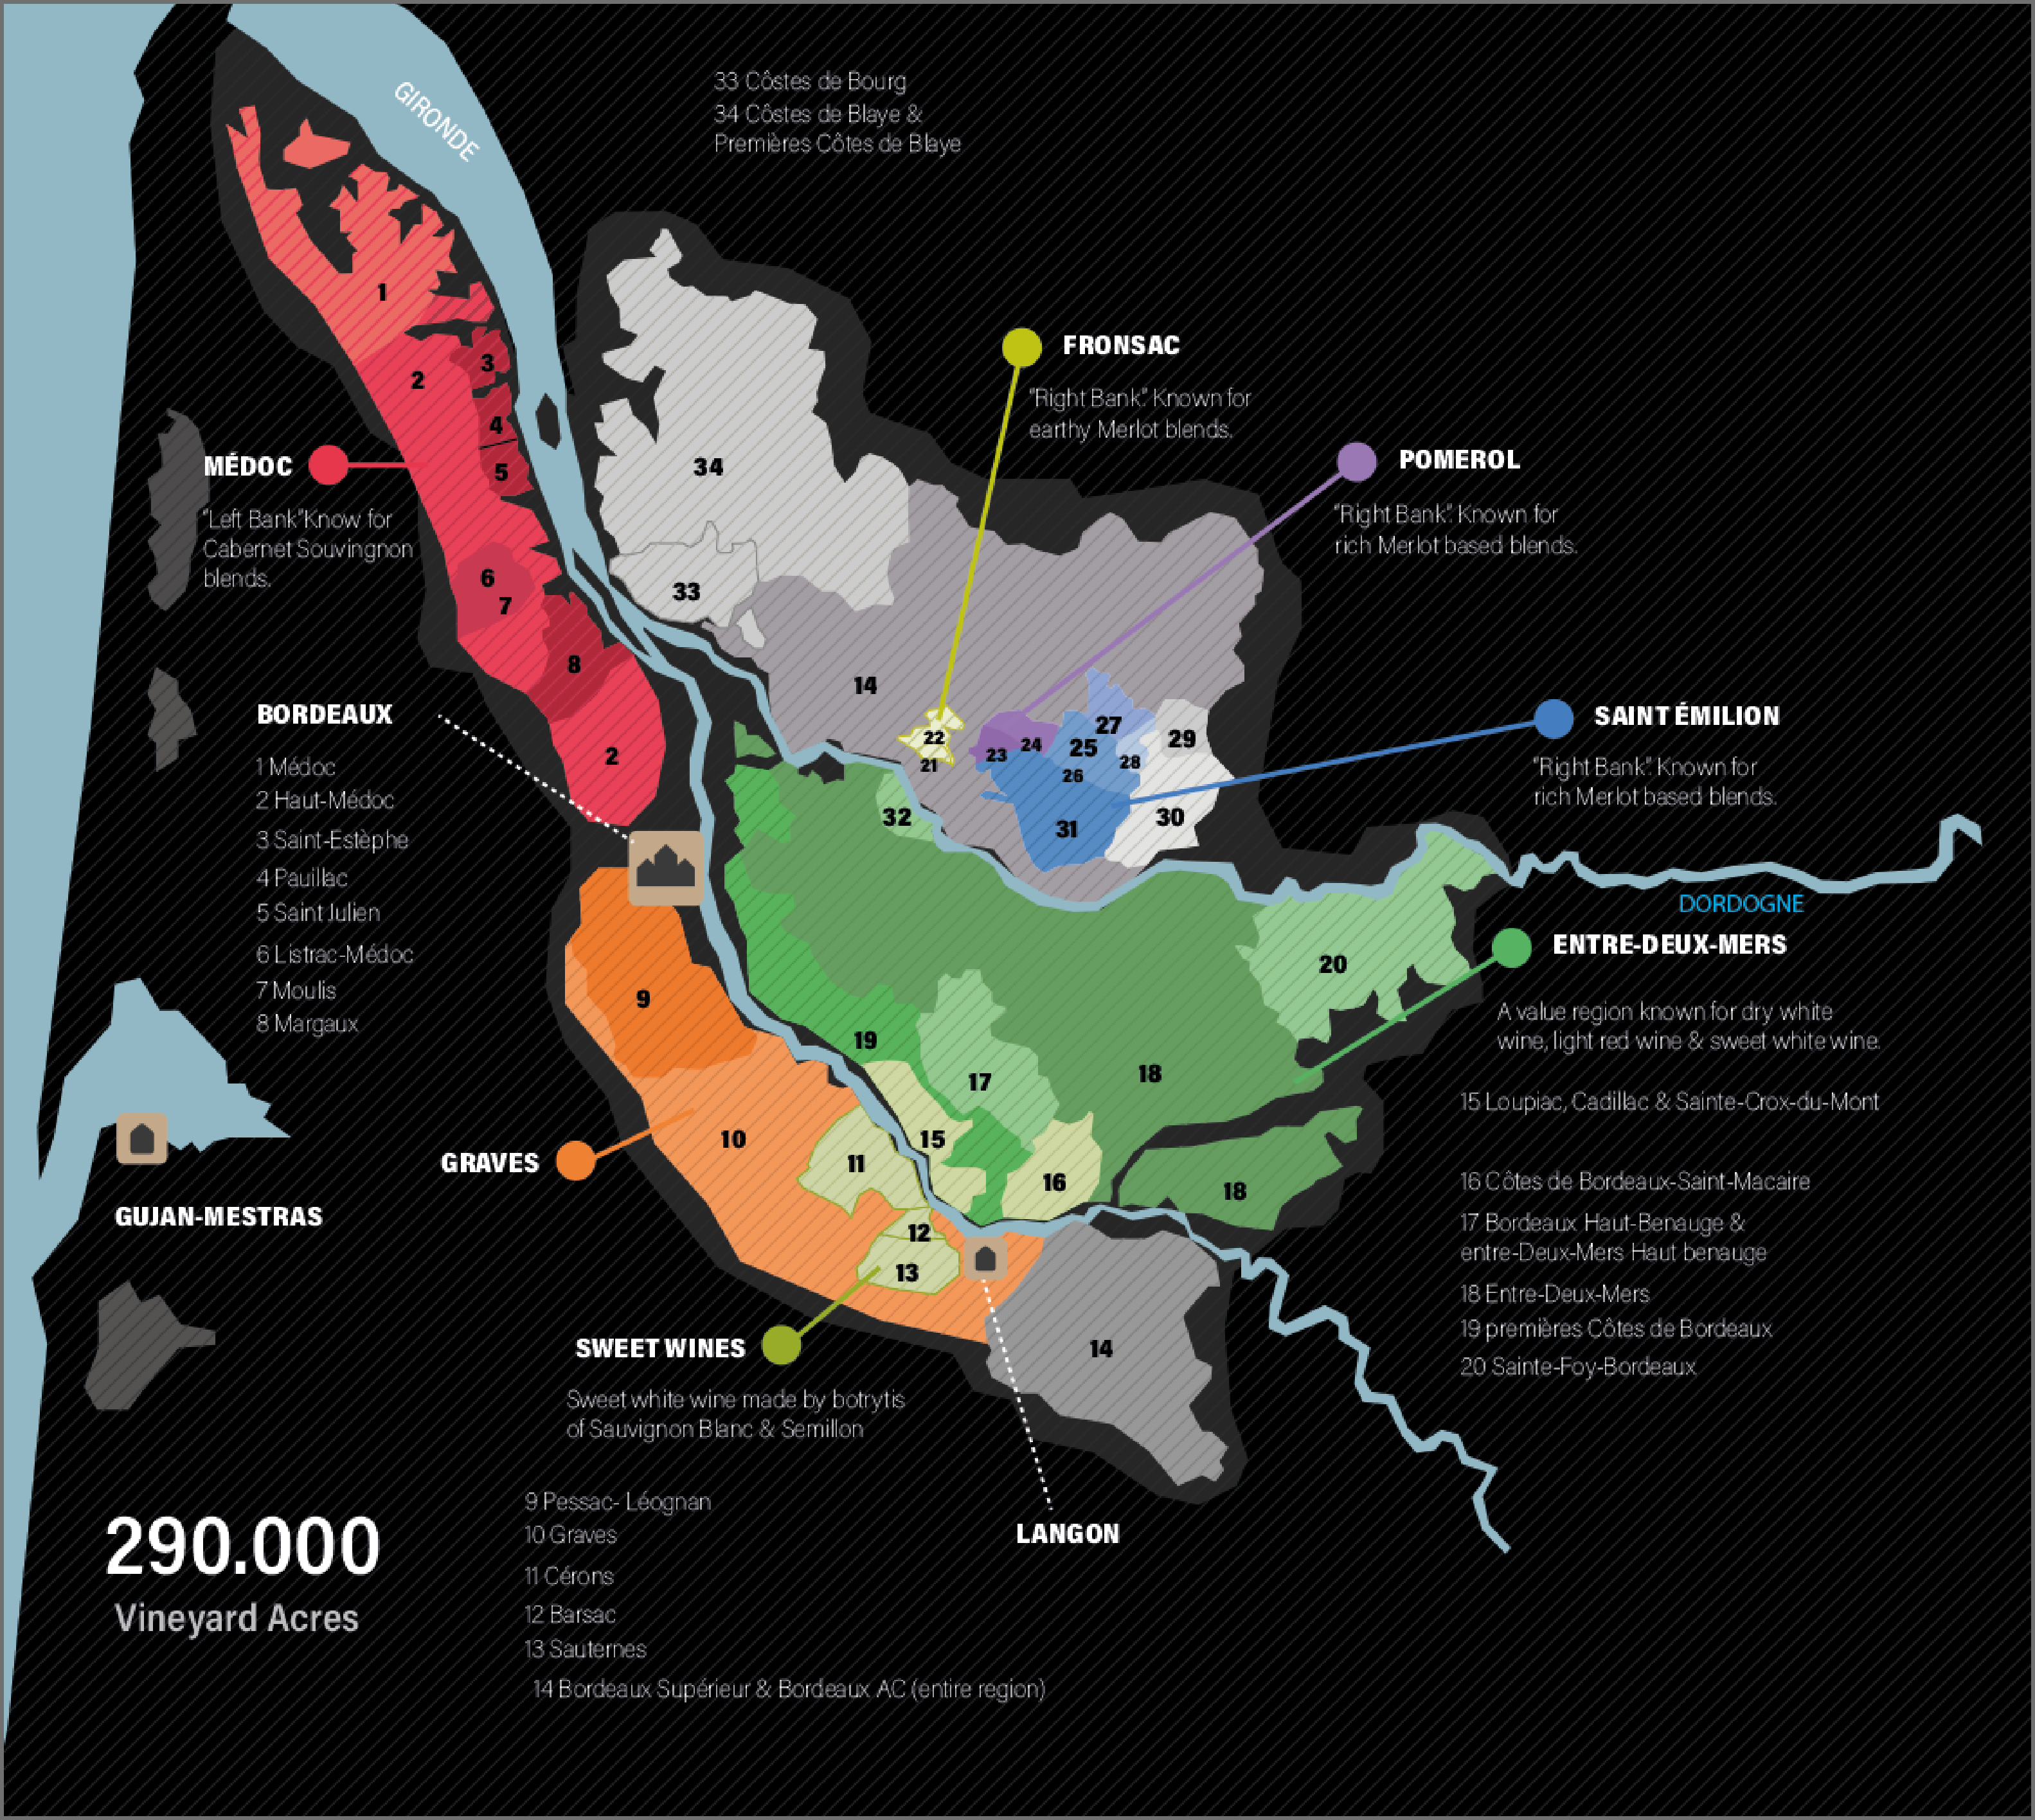 GIRONDE
33 Côstes de Bourg
34 Côstes de Blaye &
Premières Côtes de Blaye
FRONSAC
"Right Bank". Known for
earthy Merlot blends.
POMEROL
"Right Bank". Known for
rich Merlot based blends.
MÉDOC
"Left Bank"Know for
Cabernet Souvingnon
blends.
SAINT ÉMILION
"Right Bank". Known for
rich Merlot based blends.
BORDEAUX
1 Médoc
2 Haut-Médoc
3 Saint-Estèphe
4 Pauillac
5 Saint Julien
6 Listrac-Médoc
7 Moulis
8 Margaux
1
2
3
4
5
6
7
8
2
34
33
14
22
21
23
24
25
26
27
28
29
30
31
32
20
9
19
17
18
10
11
15
16
18
12
13
14
DORDOGNE
ENTRE-DEUX-MERS
A value region known for dry white
wine, light red wine & sweet white wine.
15 Loupiac, Cadillac & Sainte-Crox-du-Mont
16 Côtes de Bordeaux-Saint-Macaire
17 Bordeaux Haut-Benauge &
entre-Deux-Mers Haut benauge
18 Entre-Deux-Mers
19 premières Côtes de Bordeaux
20 Sainte-Foy-Bordeaux
GRAVES
GUJAN-MESTRAS
SWEET WINES
Sweet white wine made by botrytis
of Sauvignon Blanc & Semillon
LANGON
9 Pessac- Léognan
10 Graves
11 Cérons
12 Barsac
13 Sauternes
14 Bordeaux Supérieur & Bordeaux AC (entire region)
290.000
Vineyard Acres